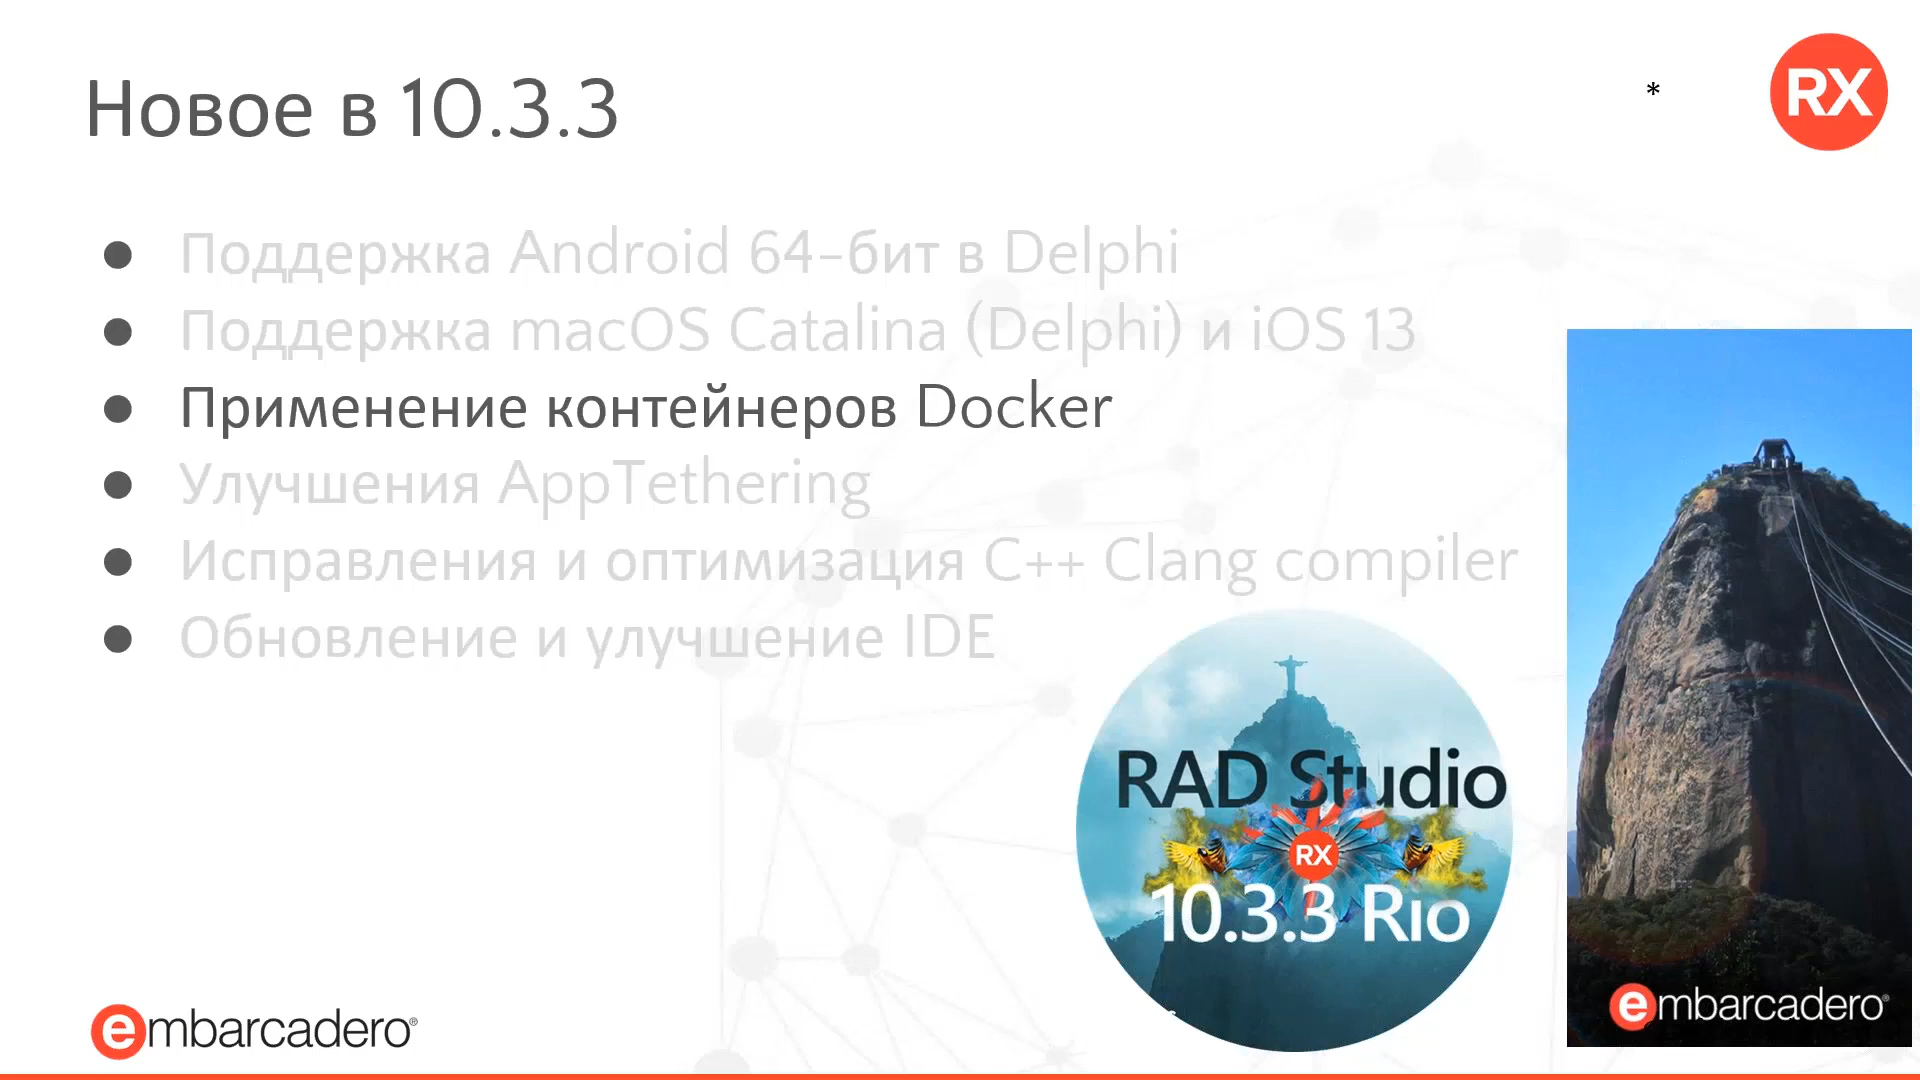 Новое в 10.3.3
*
RX
Поддержка Android 64-бит в Delphi
Поддержка macOS Catalina (Delphi) и iOS 13
Применение контейнеров Docker
Улучшения AppTethering
Исправления и оптимизация C++ Clang compiler
Обновление и улучшение IDE
RAD Studio
RX
10.3.3 Rio
embarcadero®
embarcadero®